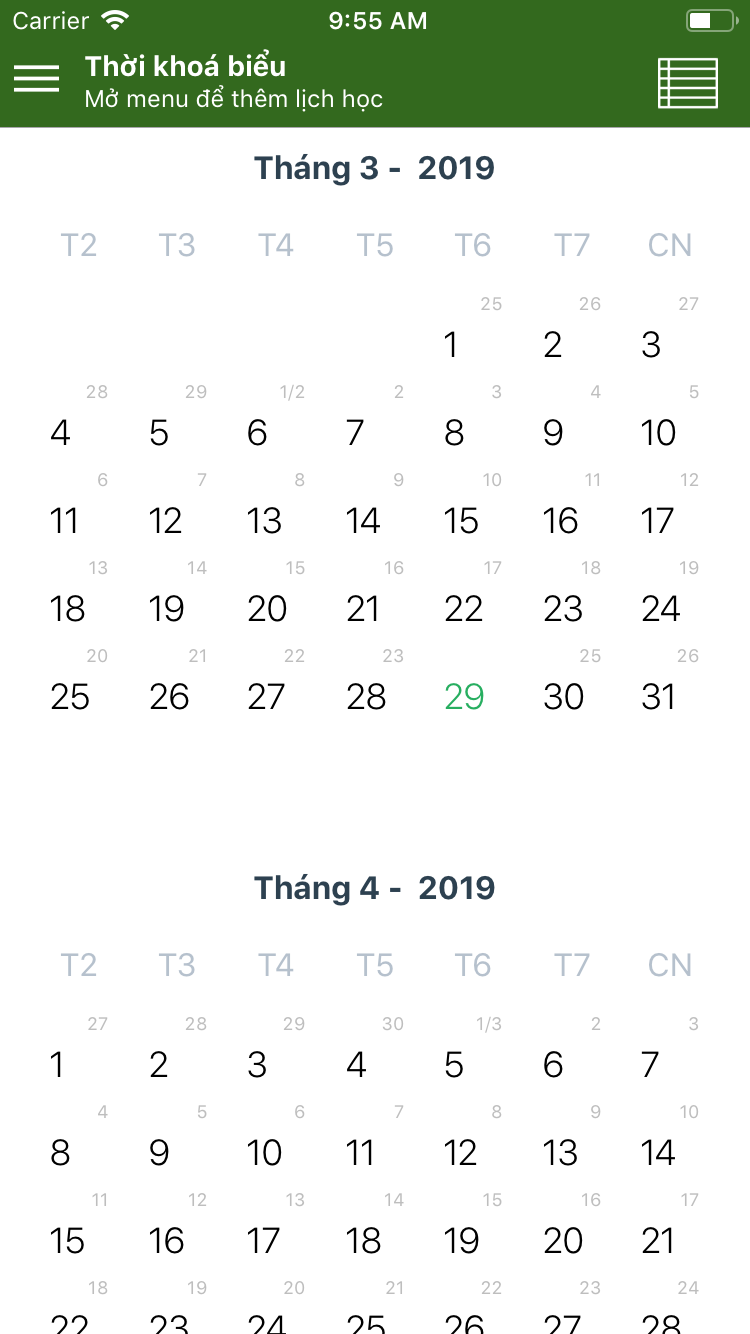 Carrier 9:55 AM
Thời khoá biểu
Mở menu để thêm lịch học
Tháng 3 - 2019
T2 T3 T4 T5 T6 T7 CN
25 26 27
1 2 3
28 29 1/2 2 3 4 5
4 5 6 7 8 9 10
6 7 8 9 10 11 12
11 12 13 14 15 16 17
13 14 15 16 17 18 19
18 19 20 21 22 23 24
20 21 22 23 25 26
25 26 27 28 29 30 31
Tháng 4 - 2019
T2 T3 T4 T5 T6 T7 CN
27 28 29 30 1/3 2 3
1 2 3 4 5 6 7
4 5 6 7 8 9 10
8 9 10 11 12 13 14
11 12 13 14 15 16 17
15 16 17 18 19 20 21
18 19 20 21 22 23 24
22 23 24 25 26 27 28